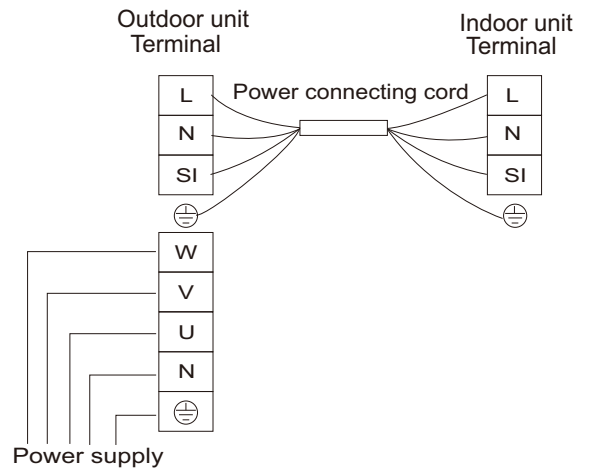 Outdoor unit
Terminal
Indoor unit
Terminal
L
Power connecting cord
L
N
N
SI
SI
W
V
U
N
Power supply